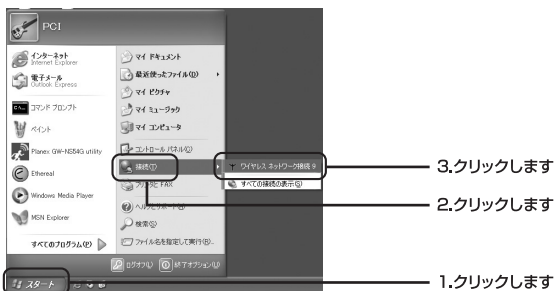 PCI
インターネット
Internet Explorer
電子メール
Outlook Express
コマンド プロンプト
ペイント
Planex GW-NS54G utility
Ethereal
Windows Media Player
MSN Explorer
すべてのプログラム(P)
マイ ドキュメント
最近使ったファイル(D)
マイ ピクチャ
マイ ミュージック
マイ コンピュータ
コントロール パネル(C)
接続(T)
プリンタと FAX
ヘルプとサポート(H)
検索(S)
ファイル名を指定して実行(R)...
ワイヤレス ネットワーク接続 9
すべての接続の表示(S)
ログオフ(L)
終了オプション(U)
スタート
3.クリックします
2.クリックします
1.クリックします